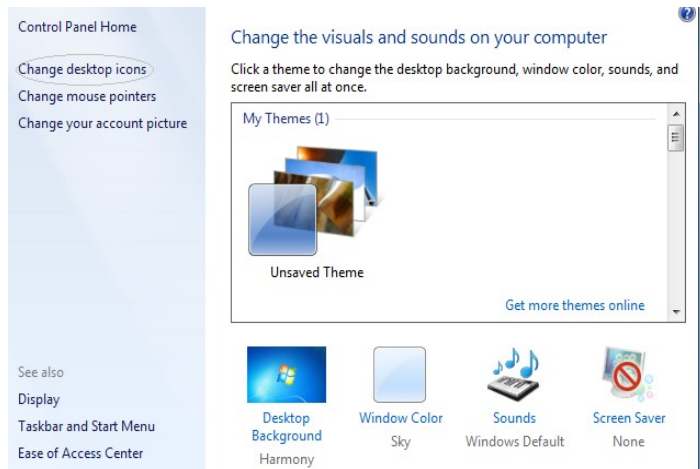 Control Panel Home
Change desktop icons
Change mouse pointers
Change your account picture
See also
Display
Taskbar and Start Menu
Ease of Access Center
?
Change the visuals and sounds on your computer
Click a theme to change the desktop background, window color, sounds, and
screen saver all at once.
My Themes (1)
Unsaved Theme
Get more themes online
Desktop
Background
Harmony
Window Color
Sky
Sounds
Windows Default
Screen Saver
None